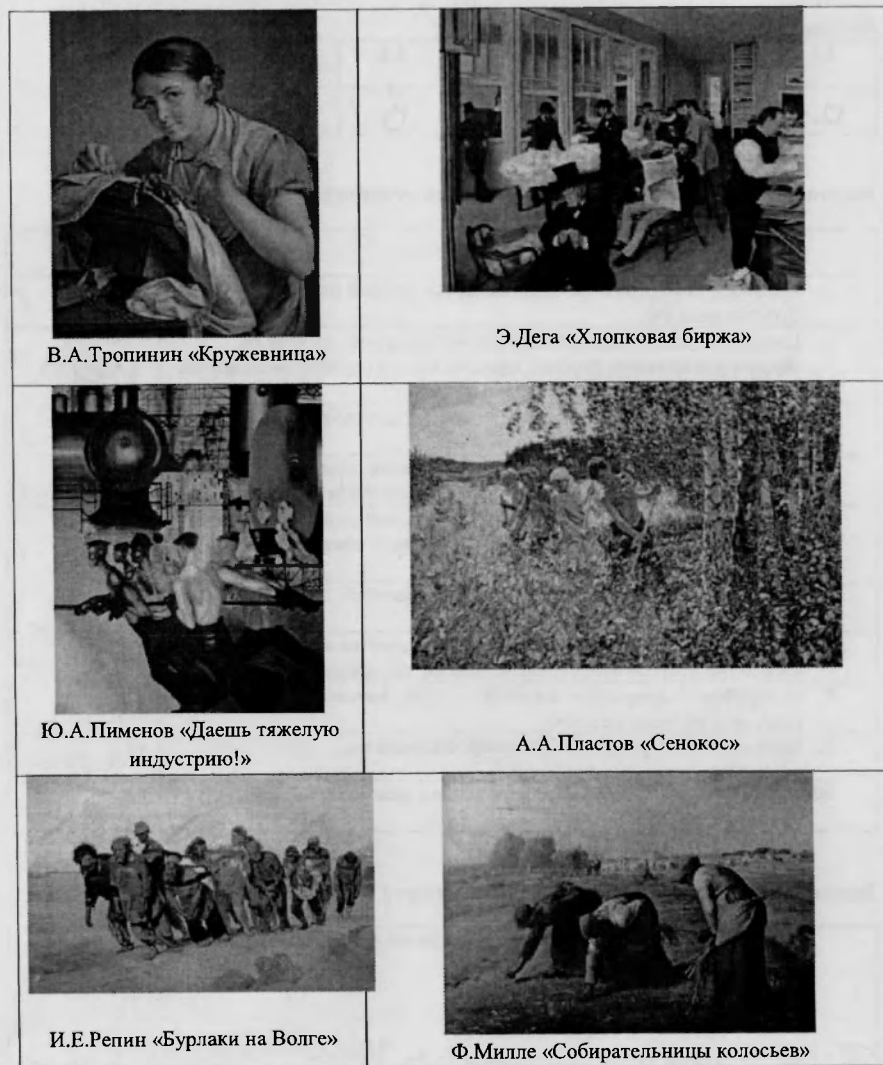 В.А.Тропинин «Кружевница»
Э.Дега «Хлопковая биржа»
Ю.А.Пименов «Даешь тяжелую
индустрию!»
А.А.Пластов «Сенокос»
И.Е.Репин «Бурлаки на Волге»
Ф.Милле «Собирательницы колосьев»